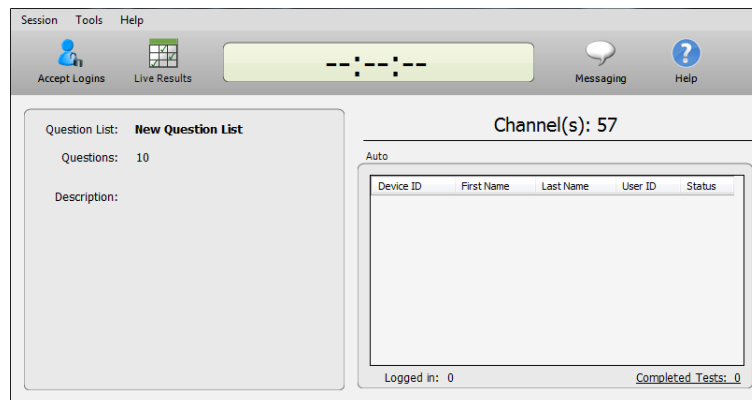 Session Tools Help
Accept Logins Live Results --:--:-- Messaging Help
Question List: New Question List
Questions: 10
Description:
Channel(s): 57
Auto
Device ID First Name Last Name User ID Status
Logged in: 0 Completed Tests: 0